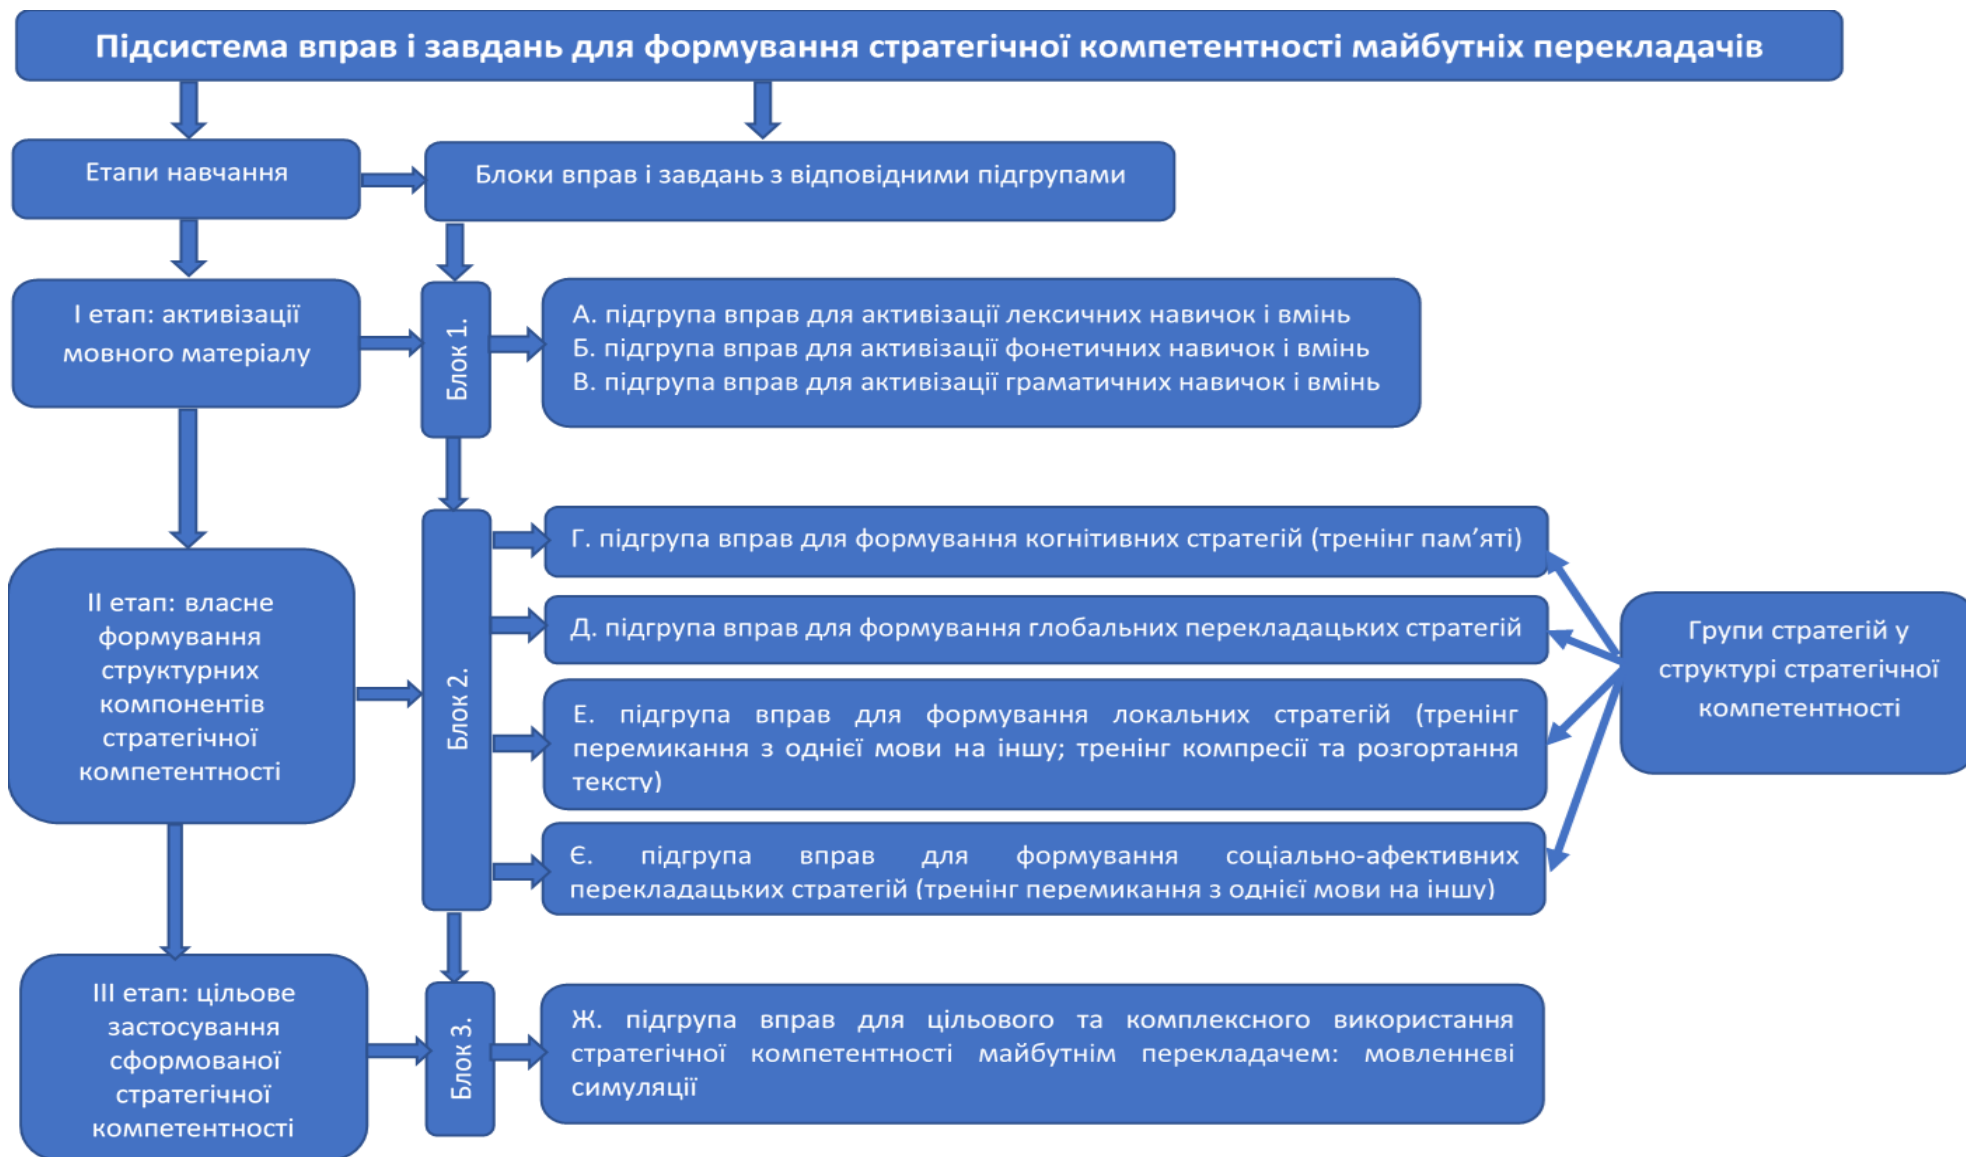 Підсистема вправ і завдань для формування стратегічної компетентності майбутніх перекладачів
Етапи навчання
Блоки вправ і завдань з відповідними підгрупами
І етап: активізації
мовного матеріалу
Блок 1.
А. підгрупа вправ для активізації лексичних навичок і вмінь
Б. підгрупа вправ для активізації фонетичних навичок і вмінь
В. підгрупа вправ для активізації граматичних навичок і вмінь
ІІ етап: власне
формування
структурних
компонентів
стратегічної
компетентності
Блок 2.
Г. підгрупа вправ для формування когнітивних стратегій (тренінг пам’яті)
Д. підгрупа вправ для формування глобальних перекладацьких стратегій
Е. підгрупа вправ для формування локальних стратегій (тренінг
перемикання з однієї мови на іншу; тренінг компресії та розгортання
тексту)
Є. підгрупа вправ для формування соціально-афективних
перекладацьких стратегій (тренінг перемикання з однієї мови на іншу)
Групи стратегій у
структурі стратегічної
компетентності
ІІІ етап: цільове
застосування
сформованої
стратегічної
компетентності
Блок 3.
Ж. підгрупа вправ для цільового та комплексного використання
стратегічної компетентності майбутнім перекладачем: мовленнєві
симуляції